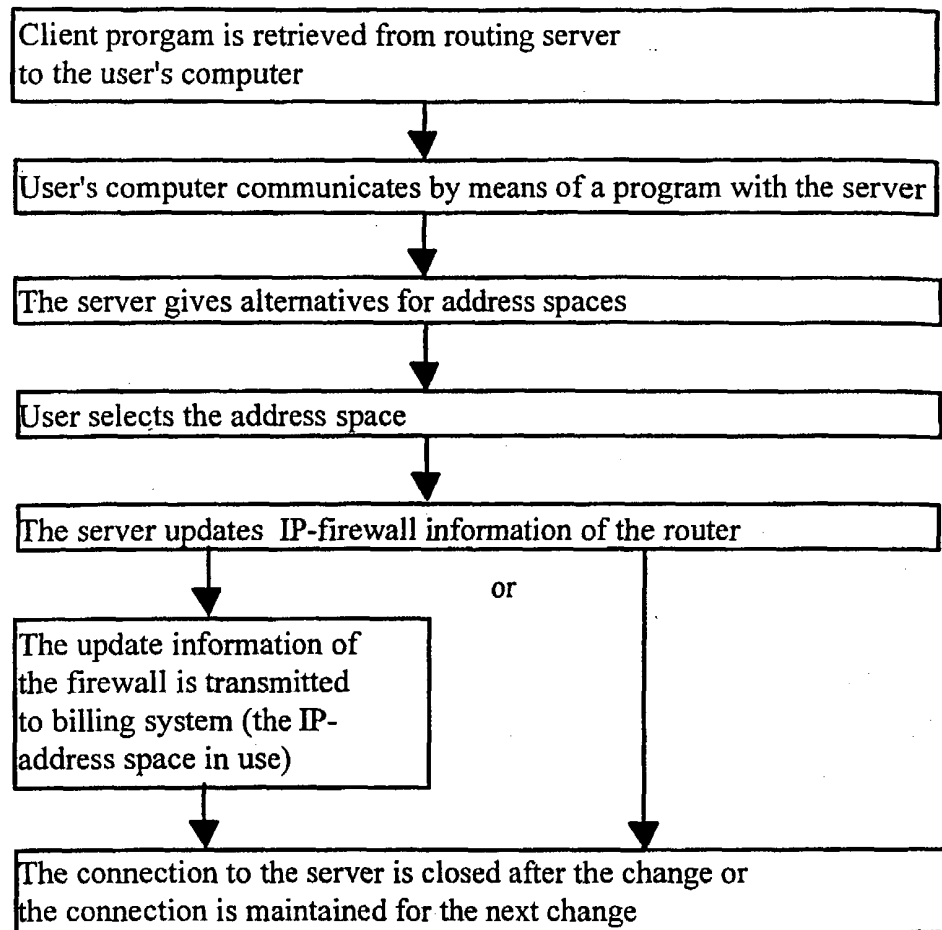 Client prorgam is retrieved from routing server
to the user's computer
User's computer communicates by means of a program with the server
The server gives alternatives for address spaces
User selects the address space
The server updates IP-firewall information of the router
or
The update information of
the firewall is transmitted
to billing system (the IP-
address space in use)
The connection to the server is closed after the change or
the connection is maintained for the next change